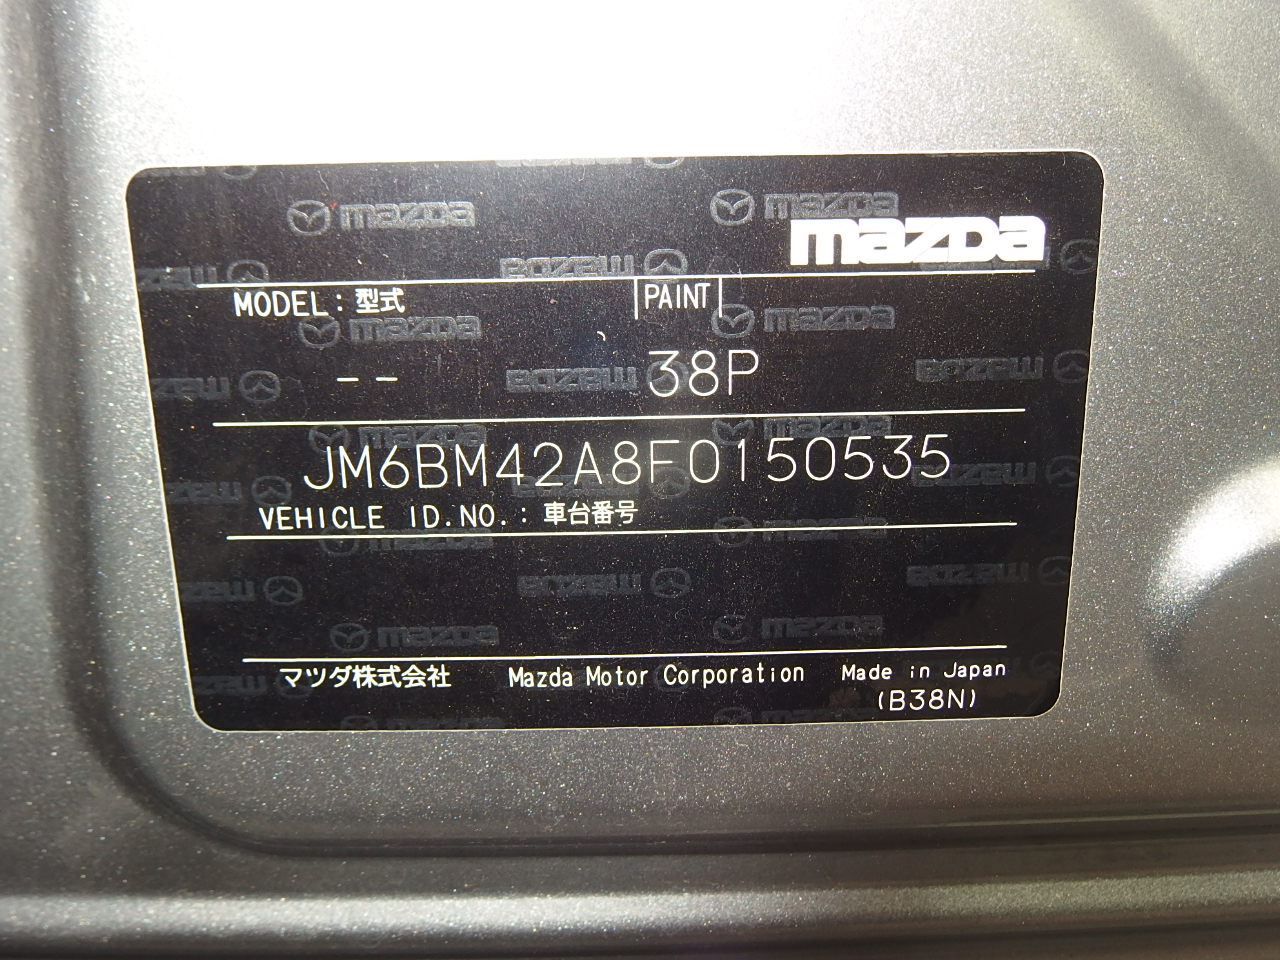 mazda
MODEL : 型式 PAINT
-- 38P
JM6BM42A8F0150535
VEHICLE ID.NO.: 車台番号
マツダ株式会社 Mazda Motor Corporation Made in Japan
(B38N)